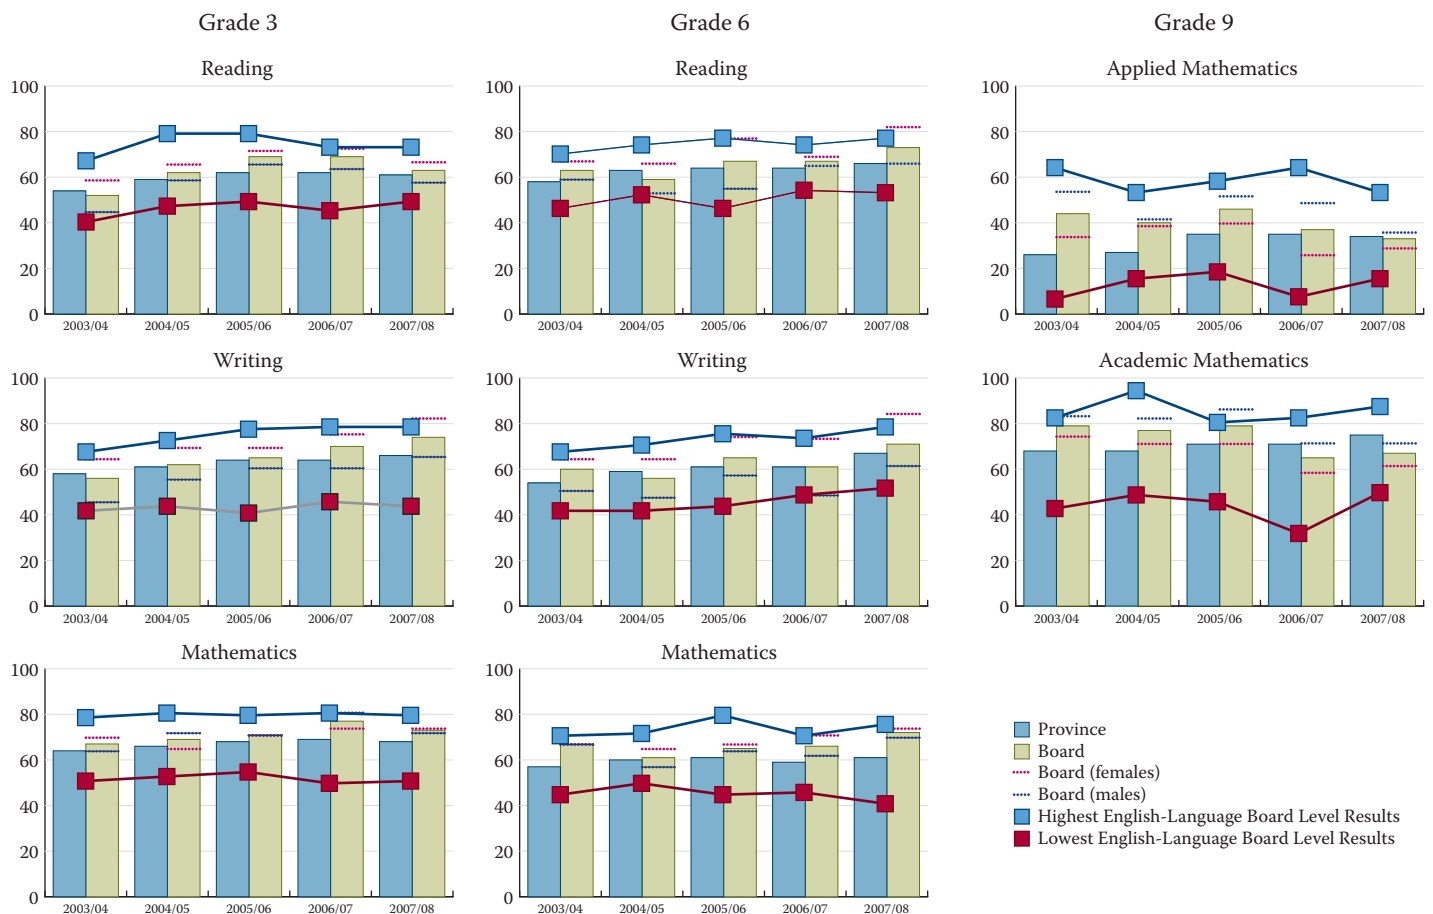 Grade 3
Grade 6
Grade 9
Reading
Reading
Applied Mathematics
100
80
60
40
20
0
2003/04 2004/05 2005/06 2006/07 2007/08
100
80
60
40
20
0
2003/04 2004/05 2005/06 2006/07 2007/08
100
80
60
40
20
0
2003/04 2004/05 2005/06 2006/07 2007/08
Writing
Writing
Academic Mathematics
100
80
60
40
20
0
2003/04 2004/05 2005/06 2006/07 2007/08
100
80
60
40
20
0
2003/04 2004/05 2005/06 2006/07 2007/08
100
80
60
40
20
0
2003/04 2004/05 2005/06 2006/07 2007/08
Mathematics
Mathematics
100
80
60
40
20
0
2003/04 2004/05 2005/06 2006/07 2007/08
100
80
60
40
20
0
2003/04 2004/05 2005/06 2006/07 2007/08
Province
Board
Board (females)
Board (males)
Highest English-Language Board Level Results
Lowest English-Language Board Level Results